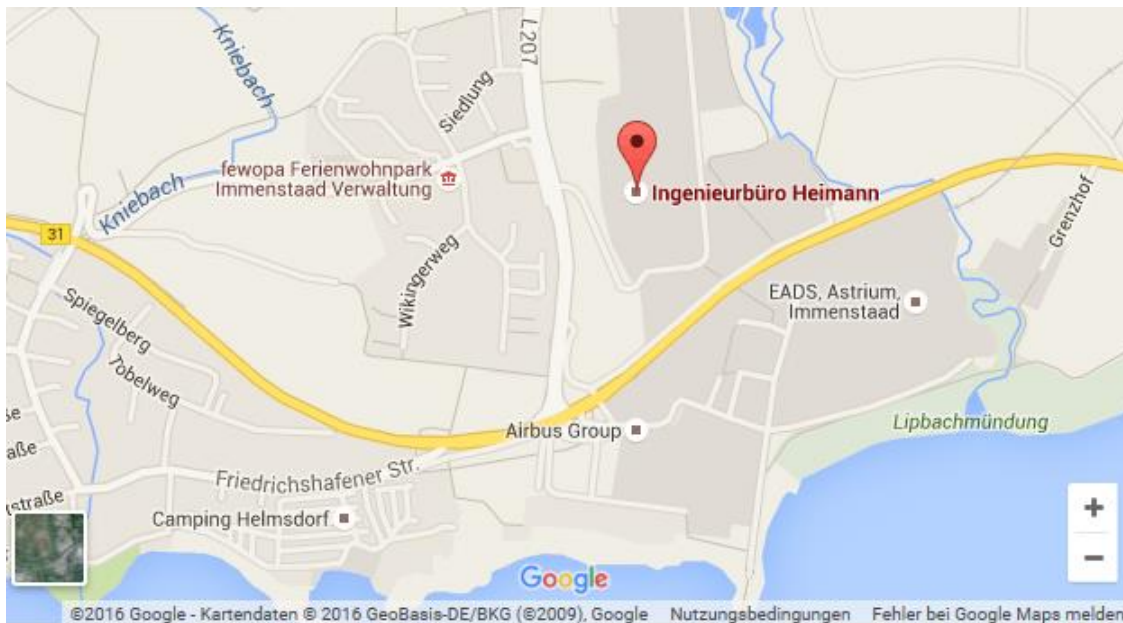 Kniebach
L207
Siedlung
fewopa Ferienwohnpark
Immenstaad Verwaltung
Kniebach
Ingenieurbüro Heimann
31
Grenzhof
Wikingerweg
EADS, Astrium,
Immenstaad
Spiegelberg
Tobelweg
Airbus Group
Lipbachmündung
Friedrichshafener Str.
Camping Helmsdorf
+
−
Google
©2016 Google - Kartendaten © 2016 GeoBasis-DE/BKG (©2009), Google Nutzungsbedingungen Fehler bei Google Maps melden